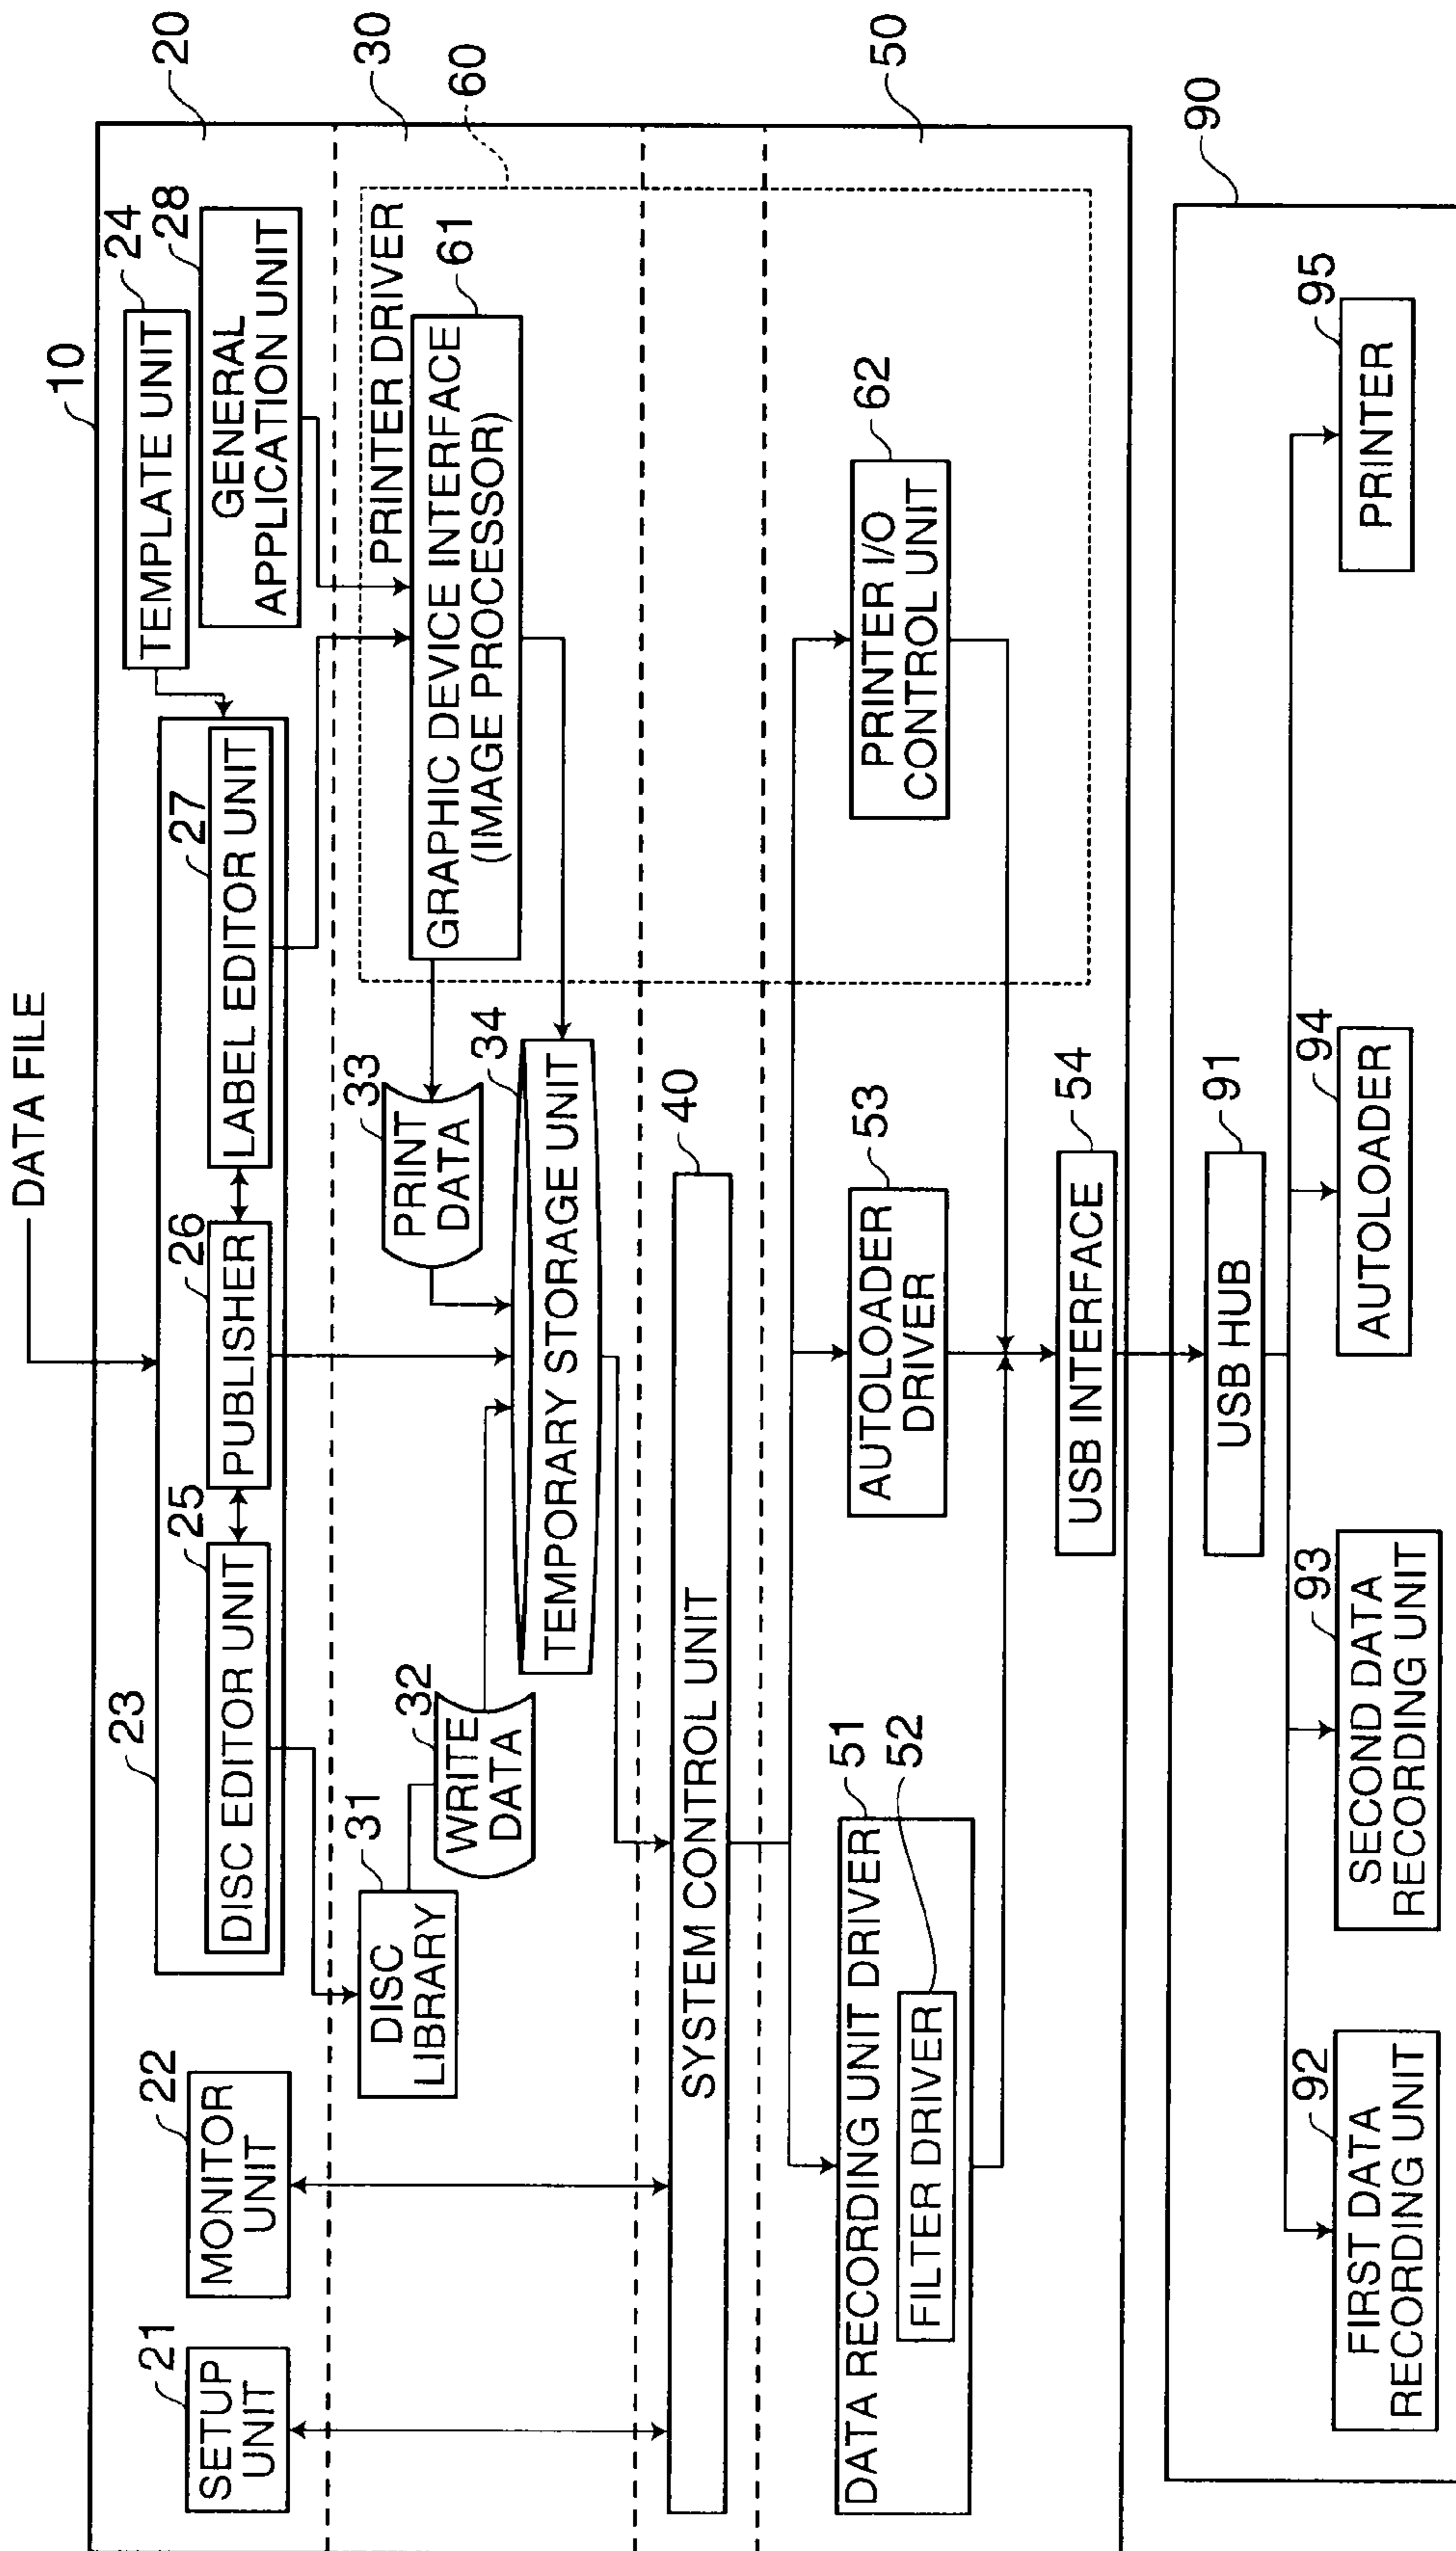 DATA FILE
10
20
21
SETUP
UNIT
22
MONITOR
UNIT
23
25
DISC EDITOR UNIT
26
PUBLISHER
27
LABEL EDITOR UNIT
24
TEMPLATE UNIT
28
GENERAL
APPLICATION UNIT
30
31
DISC
LIBRARY
32
WRITE
DATA
33
PRINT
DATA
34
TEMPORARY STORAGE UNIT
60
PRINTER DRIVER
61
GRAPHIC DEVICE INTERFACE
(IMAGE PROCESSOR)
40
SYSTEM CONTROL UNIT
50
51
DATA RECORDING UNIT DRIVER
52
FILTER DRIVER
53
AUTOLOADER
DRIVER
62
PRINTER I/O
CONTROL UNIT
54
USB INTERFACE
90
91
USB HUB
92
FIRST DATA
RECORDING UNIT
93
SECOND DATA
RECORDING UNIT
94
AUTOLOADER
95
PRINTER